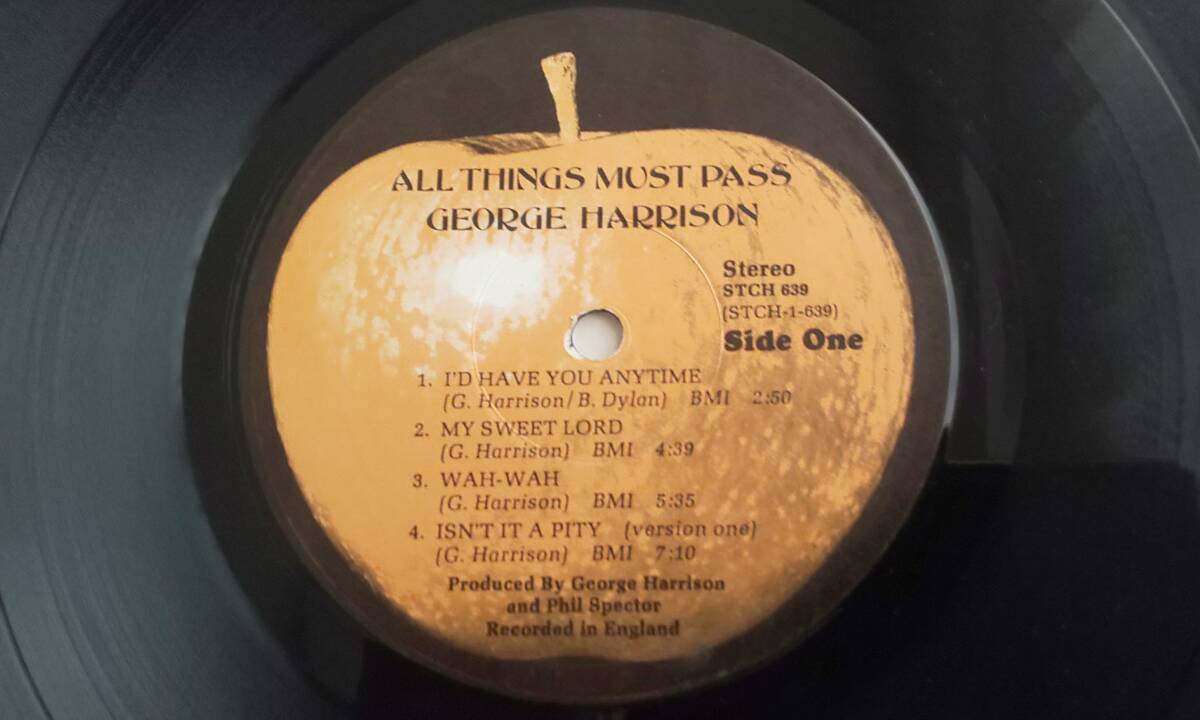 ALL THINGS MUST PASS
GEORGE HARRISON
Stereo
STCH 639
(STCH-1-639)
Side One
1. I'D HAVE YOU ANYTIME
(G. Harrison/B. Dylan) BMI 2:50
2. MY SWEET LORD
(G. Harrison) BMI 4:39
3. WAH-WAH
(G. Harrison) BMI 5:35
4. ISN'T IT A PITY (version one)
(G. Harrison) BMI 7:10
Produced By George Harrison
and Phil Spector
Recorded in England